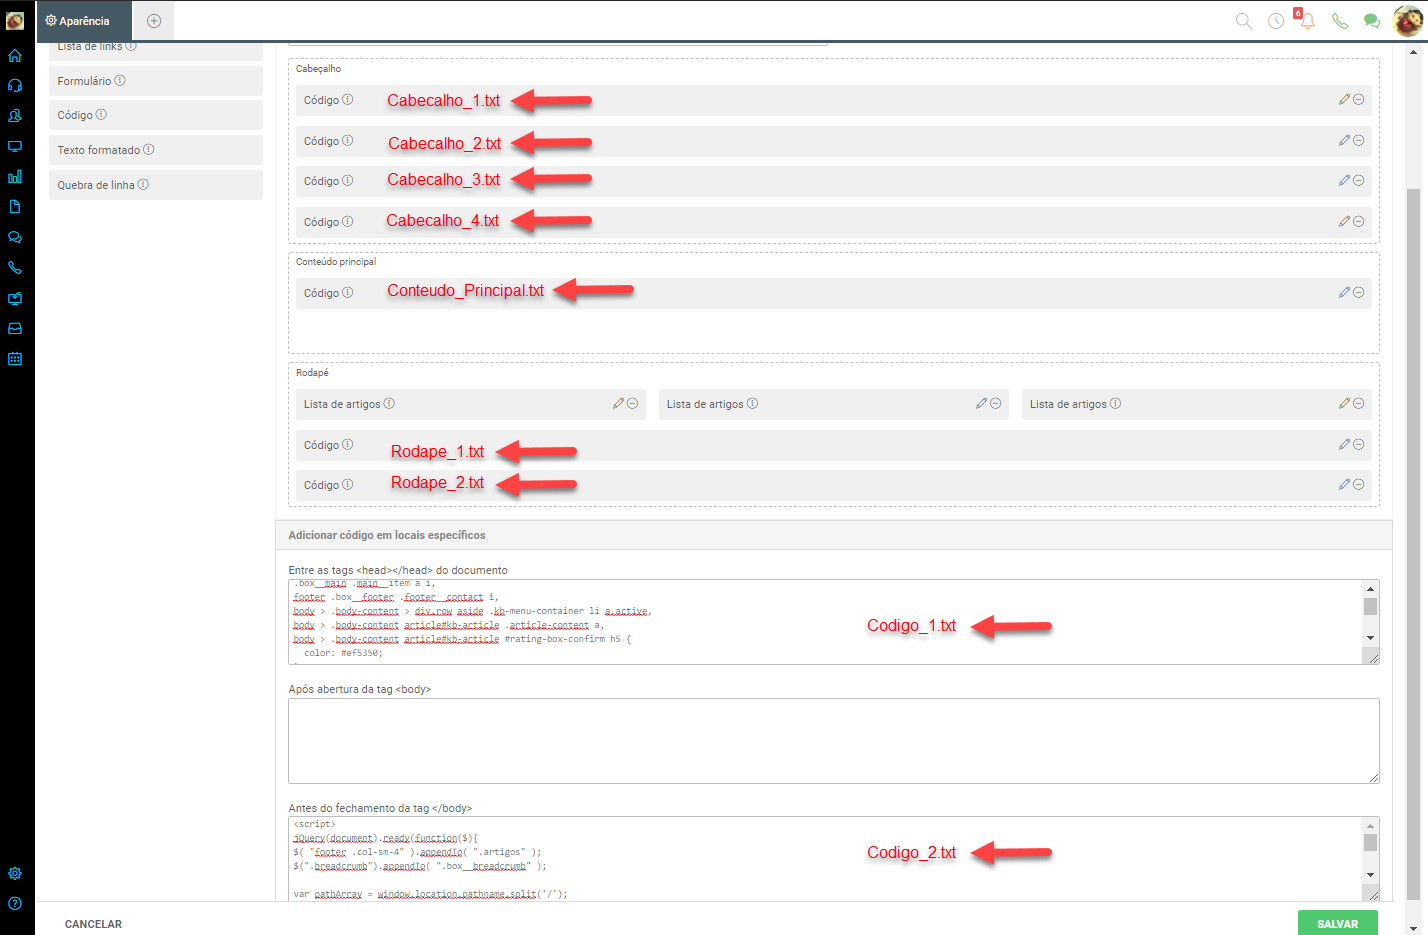 Aparência
6
Lista de links
Formulário
Código
Texto formatado
Quebra de linha
Cabeçalho
Código Cabecalho_1.txt
Código Cabecalho_2.txt
Código Cabecalho_3.txt
Código Cabecalho_4.txt
Conteúdo principal
Código Conteudo_Principal.txt
Rodapé
Lista de artigos Lista de artigos Lista de artigos
Código Rodape_1.txt
Código Rodape_2.txt
Adicionar código em locais específicos
Entre as tags <head></head> do documento
.box__main .main__item a i,
footer .box__footer .footer__contact i,
body > .body-content > div.row aside .kb-menu-container li a.active,
body > .body-content article#kb-article .article-content a,
body > .body-content article#kb-article #rating-box-confirm h5 {
color: #ef5350;
Codigo_1.txt
Após abertura da tag <body>
Antes do fechamento da tag </body>
<script>
jQuery(document).ready(function($){
$( "footer .col-sm-4" ).appendTo( ".artigos" );
$(".breadcrumb").appendTo( ".box__breadcrumb" );
var pathArray = window.location.pathname.split('/');
Codigo_2.txt
CANCELAR
SALVAR